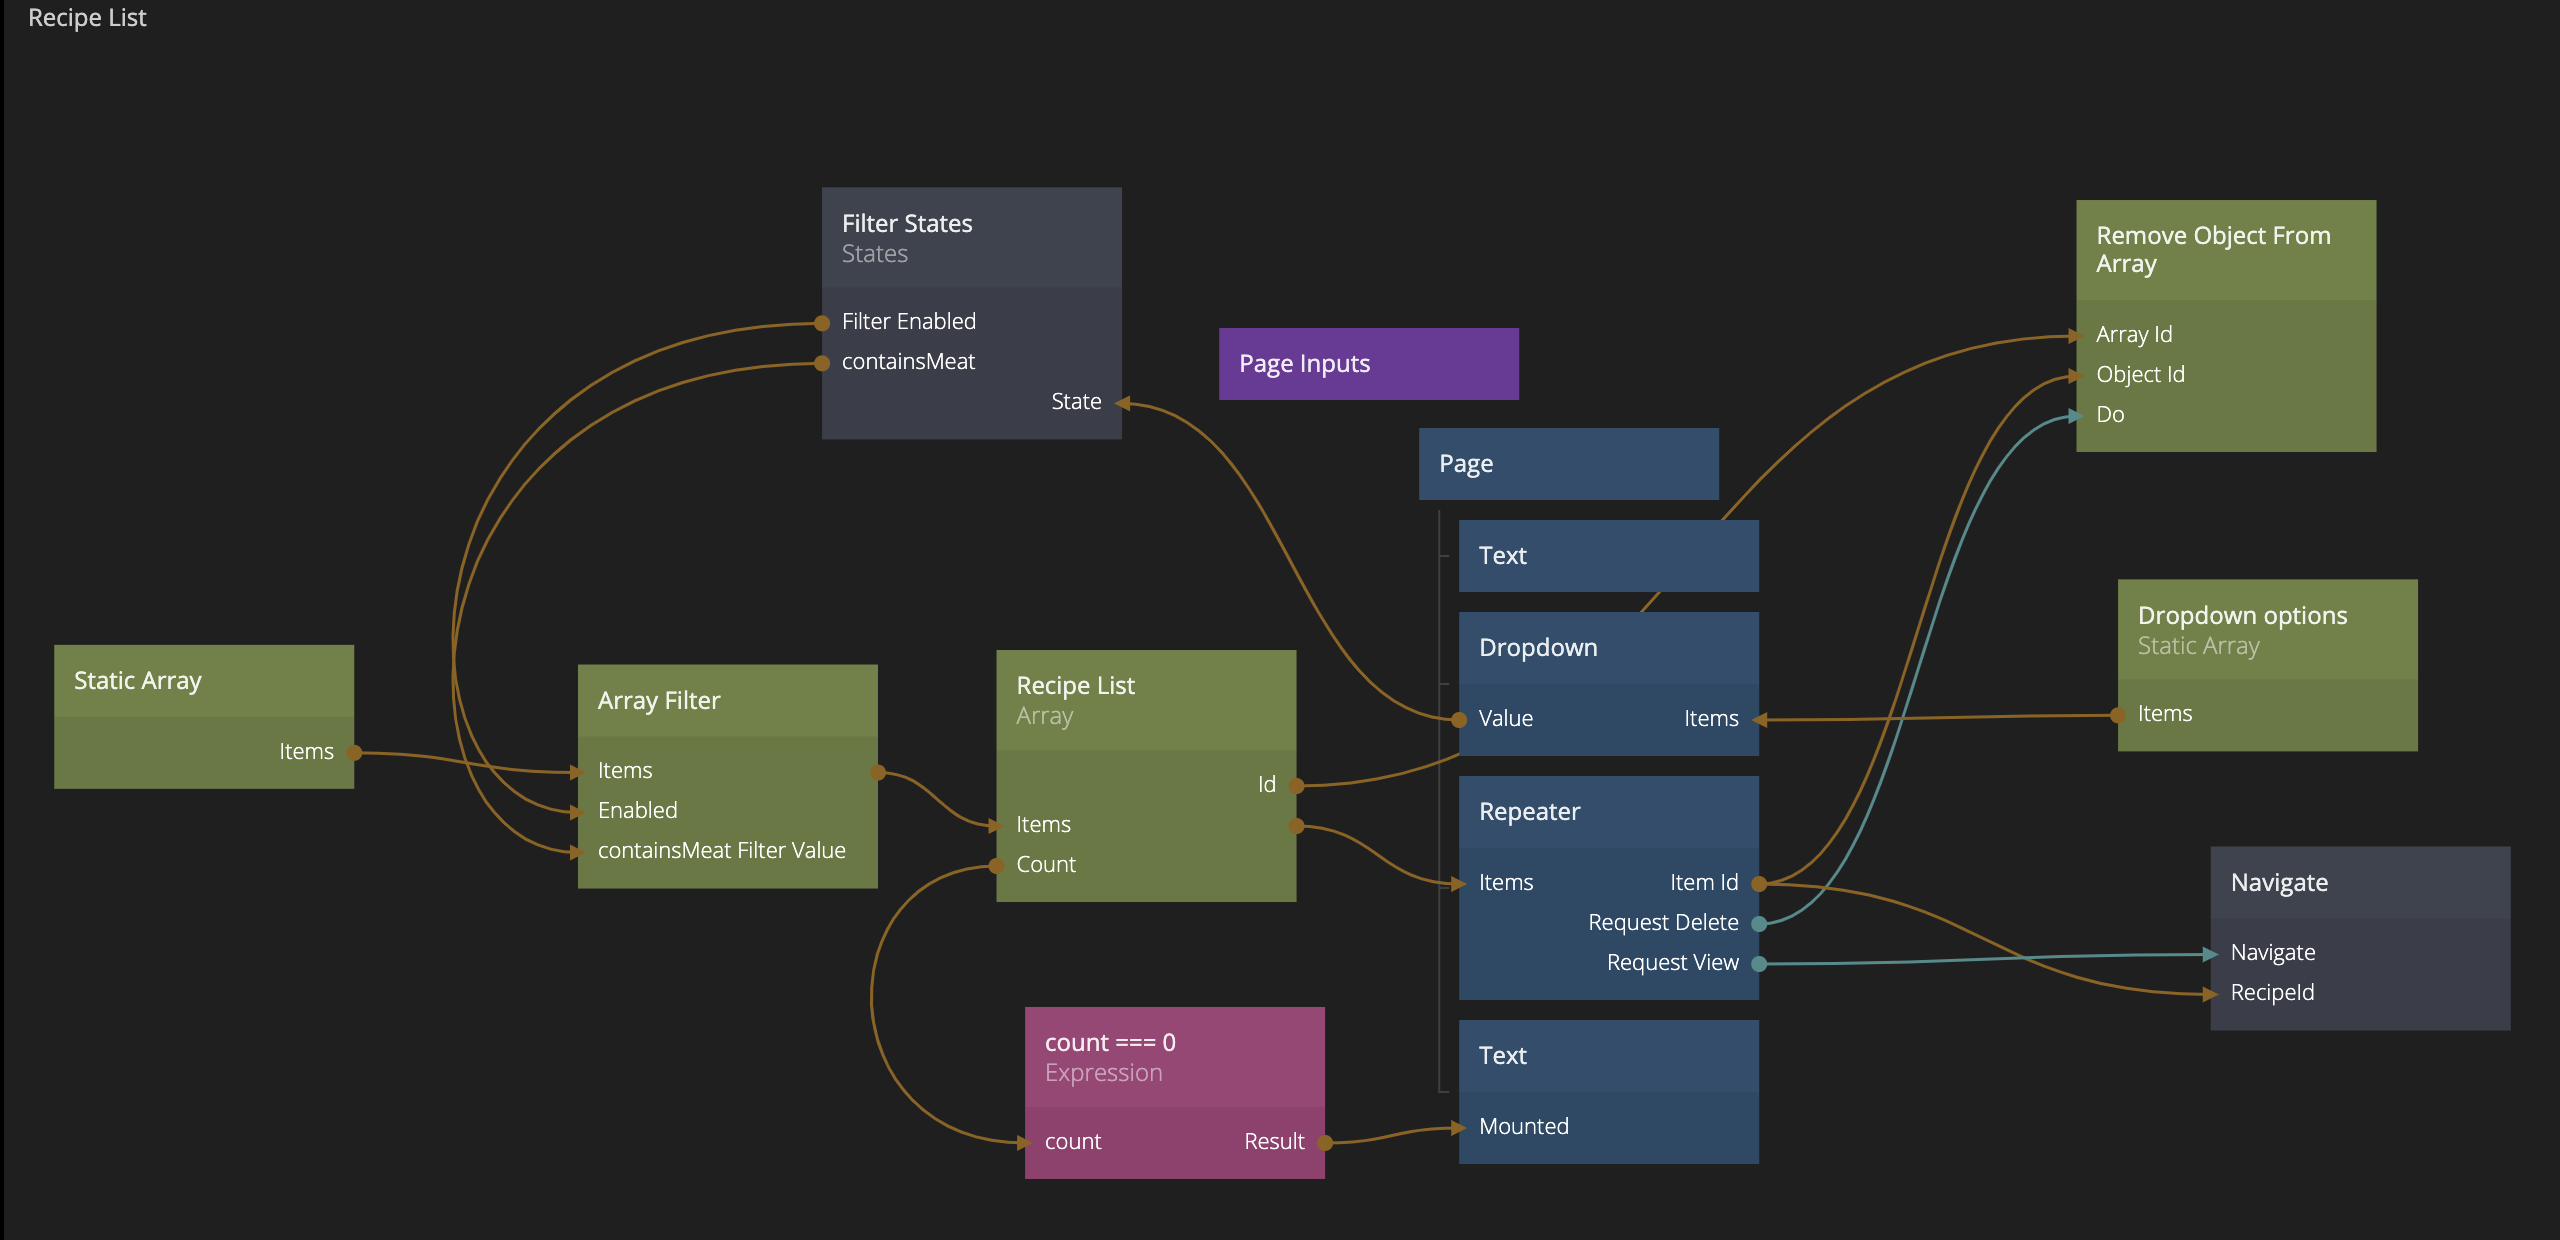 Recipe List
Filter States
States
Filter Enabled
containsMeat
State
Page Inputs
Remove Object From
Array
Array Id
Object Id
Do
Page
Text
Dropdown
Value Items
Dropdown options
Static Array
Items
Static Array
Items
Array Filter
Items
Enabled
containsMeat Filter Value
Recipe List
Array
Id
Items
Count
Repeater
Items Item Id
Request Delete
Request View
Navigate
Navigate
RecipeId
count === 0
Expression
count Result
Text
Mounted